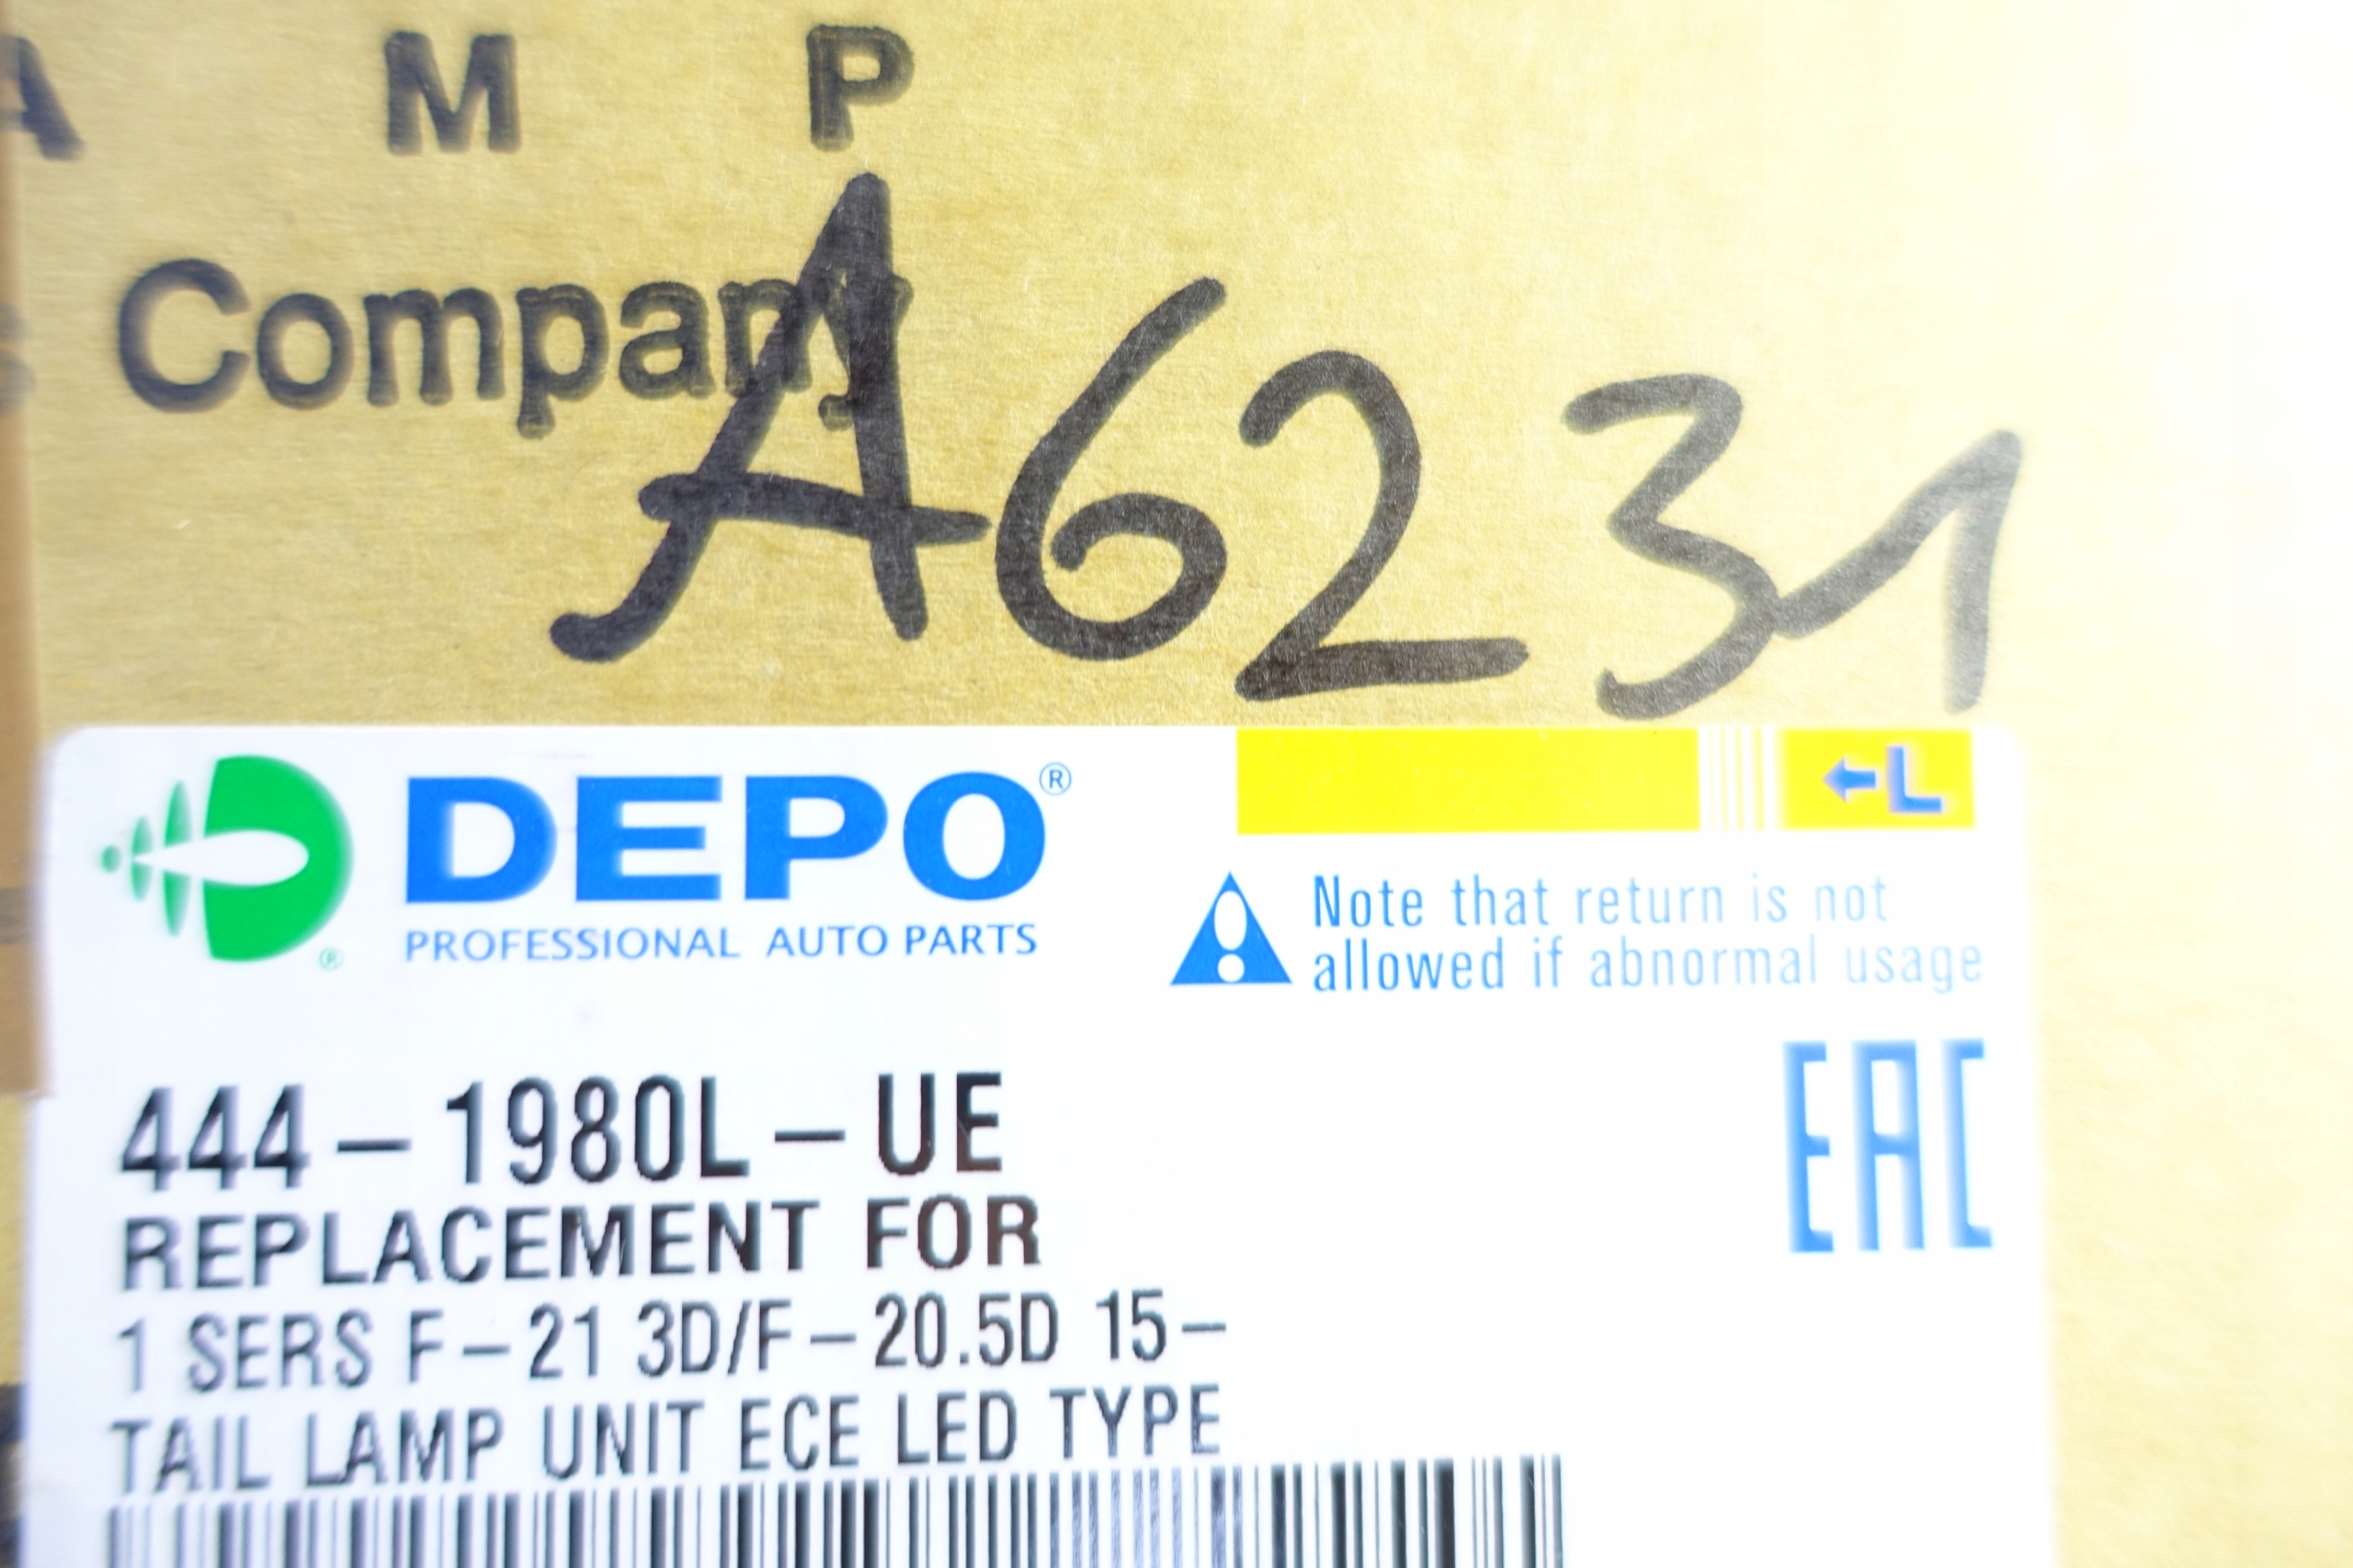 A M P
Company
A6231
DEPO®
PROFESSIONAL AUTO PARTS
←L
Note that return is not
allowed if abnormal usage
EAC
444-1980L-UE
REPLACEMENT FOR
1 SERS F-21 3D/F-20.5D 15-
TAIL LAMP UNIT ECE LED TYPE